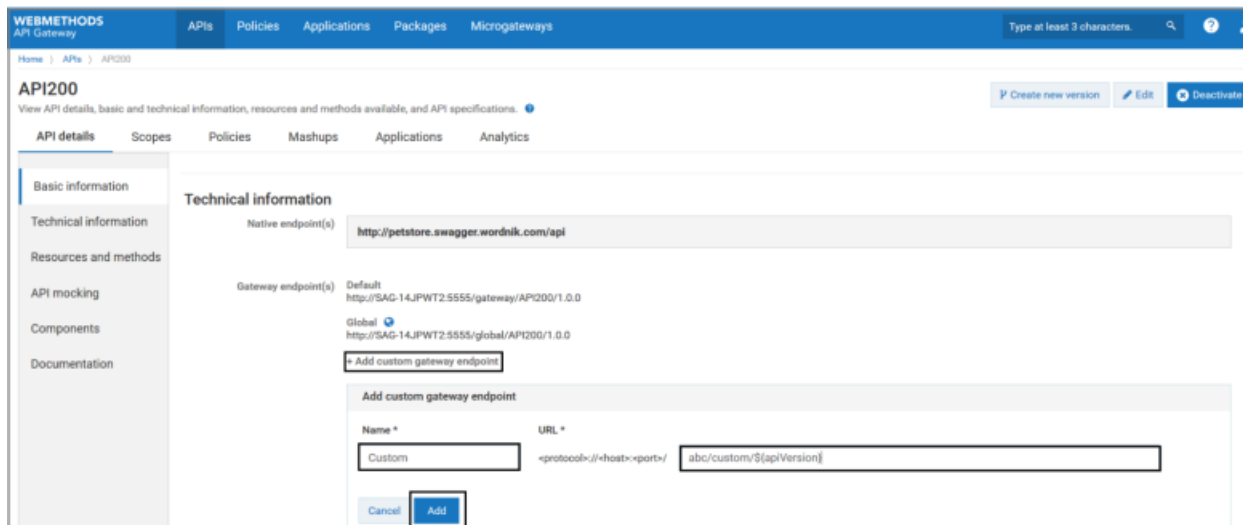 WEBMETHODS
API Gateway
APIs Policies Applications Packages Microgateways
Type at least 3 characters.
Home > APIs > API200
API200
View API details, basic and technical information, resources and methods available, and API specifications.
Create new version Edit Deactivate
API details Scopes Policies Mashups Applications Analytics
Basic information
Technical information
Resources and methods
API mocking
Components
Documentation
Technical information
Native endpoint(s) http://petstore.swagger.wordnik.com/api
Gateway endpoint(s) Default
http://SAG-14JPWT2:5555/gateway/API200/1.0.0
Global
http://SAG-14JPWT2:5555/global/API200/1.0.0
+ Add custom gateway endpoint
Add custom gateway endpoint
Name * URL *
Custom <protocol>://<host>:<port>/ abc/custom/${apiVersion}
Cancel Add